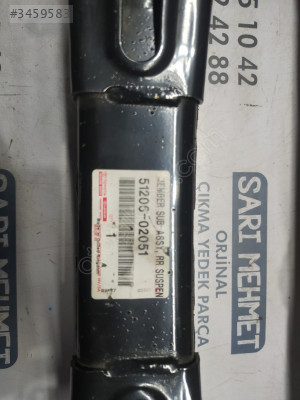 #3459583
5 10 42
42 88
MEMBER SUB-ASSY, RR SUSPEN
51206-02051
1
SARI MEHMET
ORJİNAL
ÇIKMA YEDEK PARÇA